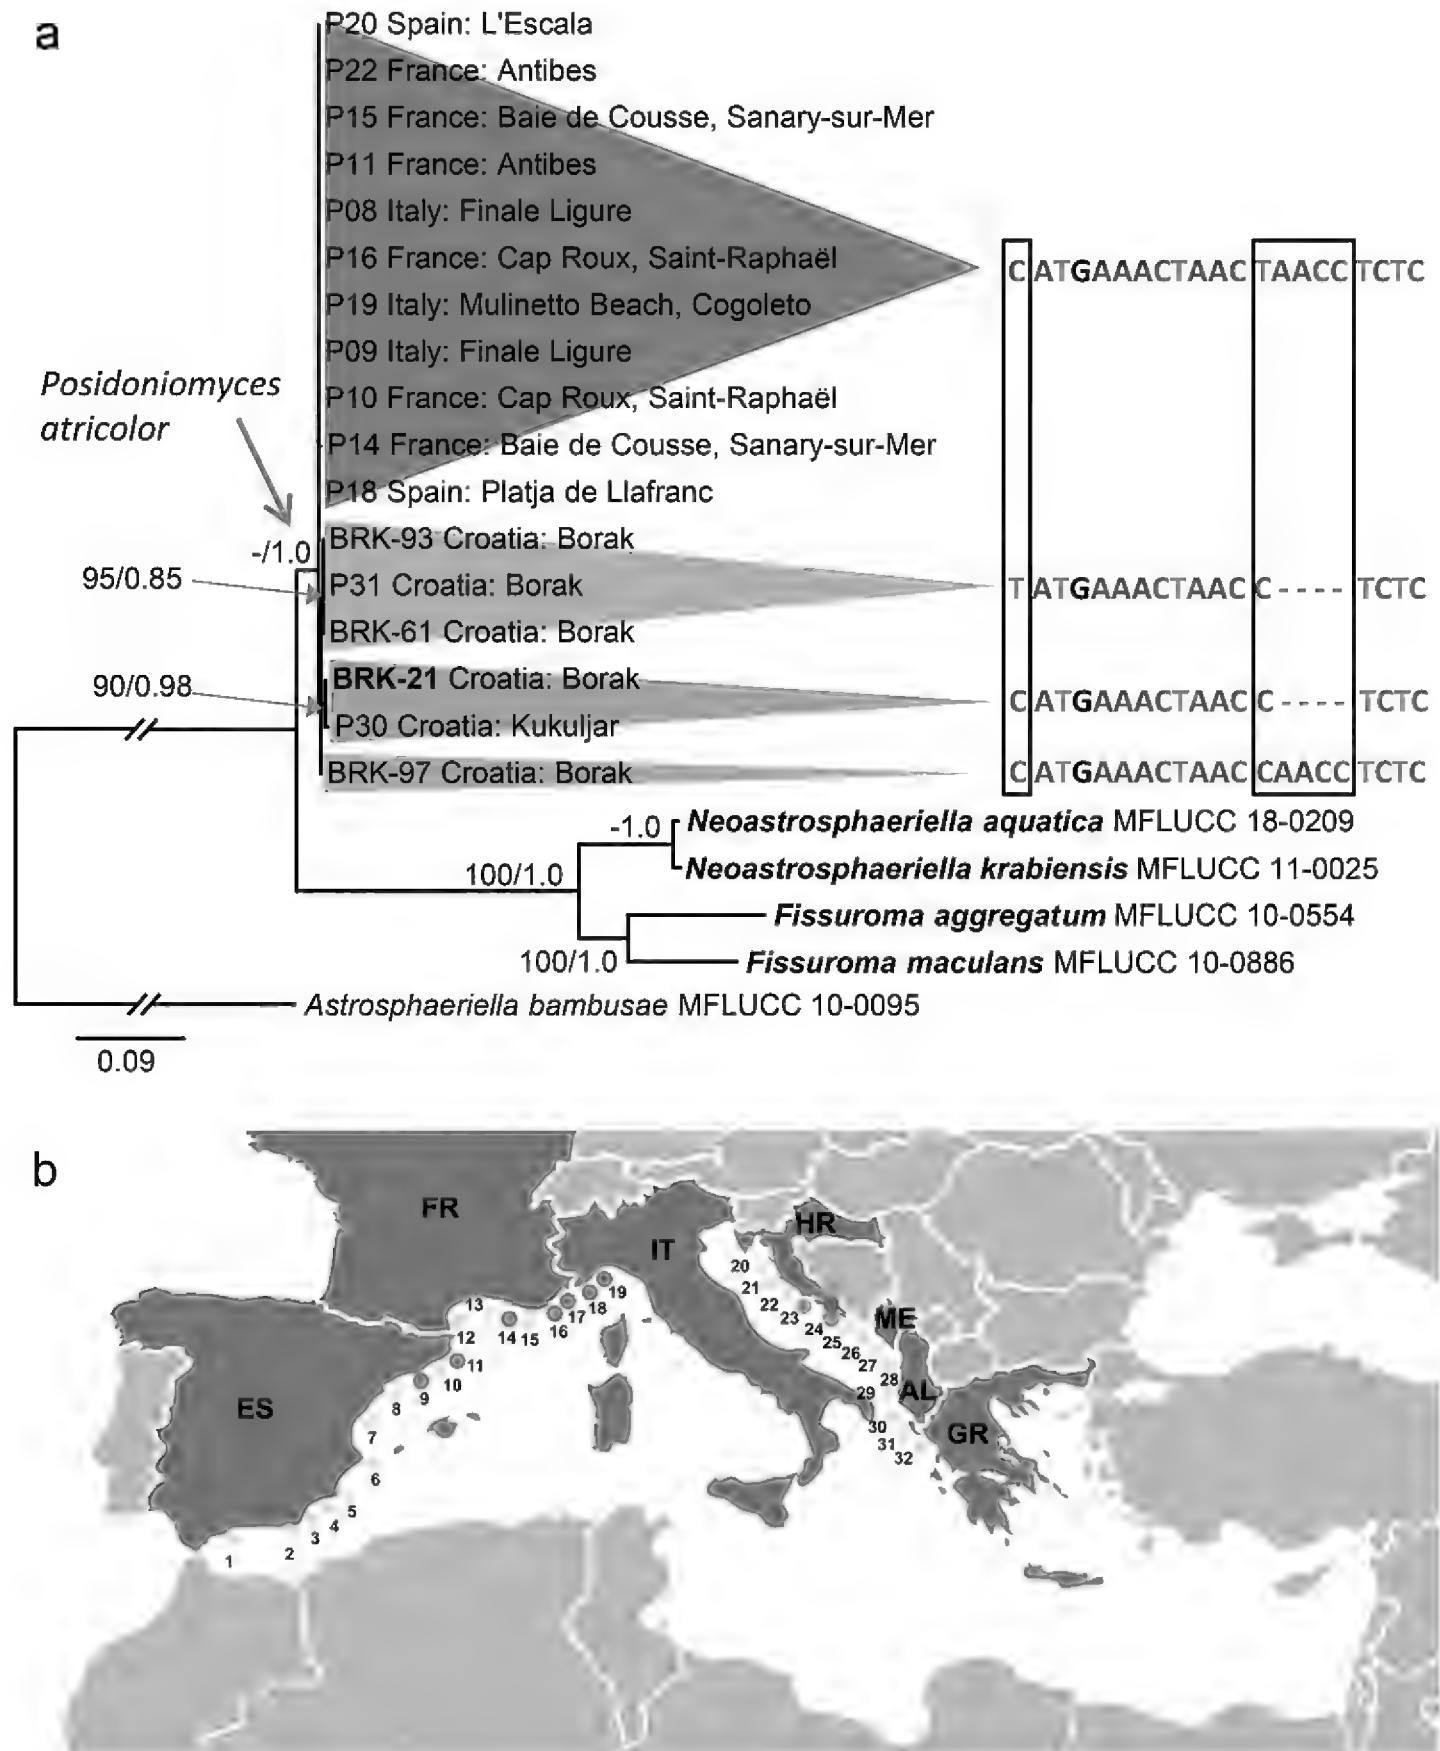 a
P20 Spain: L'Escala
P22 France: Antibes
P15 France: Baie de Cousse, Sanary-sur-Mer
P11 France: Antibes
P08 Italy: Finale Ligure
P16 France: Cap Roux, Saint-Raphaël
C ATGAAACTAAC TAACC TCTC
P19 Italy: Mulinetto Beach, Cogoleto
P09 Italy: Finale Ligure
Posidoniomyces
atricolor
P10 France: Cap Roux, Saint-Raphaël
P14 France: Baie de Cousse, Sanary-sur-Mer
P18 Spain: Platja de Llafranc
-/1.0
BRK-93 Croatia: Borak
95/0.85
P31 Croatia: Borak
T ATGAAACTAAC C - - - - TCTC
BRK-61 Croatia: Borak
90/0.98
BRK-21 Croatia: Borak
C ATGAAACTAAC C - - - - TCTC
P30 Croatia: Kukuljar
BRK-97 Croatia: Borak
C ATGAAACTAAC CAACC TCTC
-1.0
Neoastrosphaeriella aquatica MFLUCC 18-0209
100/1.0
Neoastrosphaeriella krabiensis MFLUCC 11-0025
Fissuroma aggregatum MFLUCC 10-0554
100/1.0
Fissuroma maculans MFLUCC 10-0886
Astrosphaeriella bambusae MFLUCC 10-0095
0.09
b
FR
HR
IT
ES
ME
AL
GR
1
2
3
4
5
6
7
8
9
10
11
12
13
14
15
16
17
18
19
20
21
22
23
24
25
26
27
28
29
30
31
32